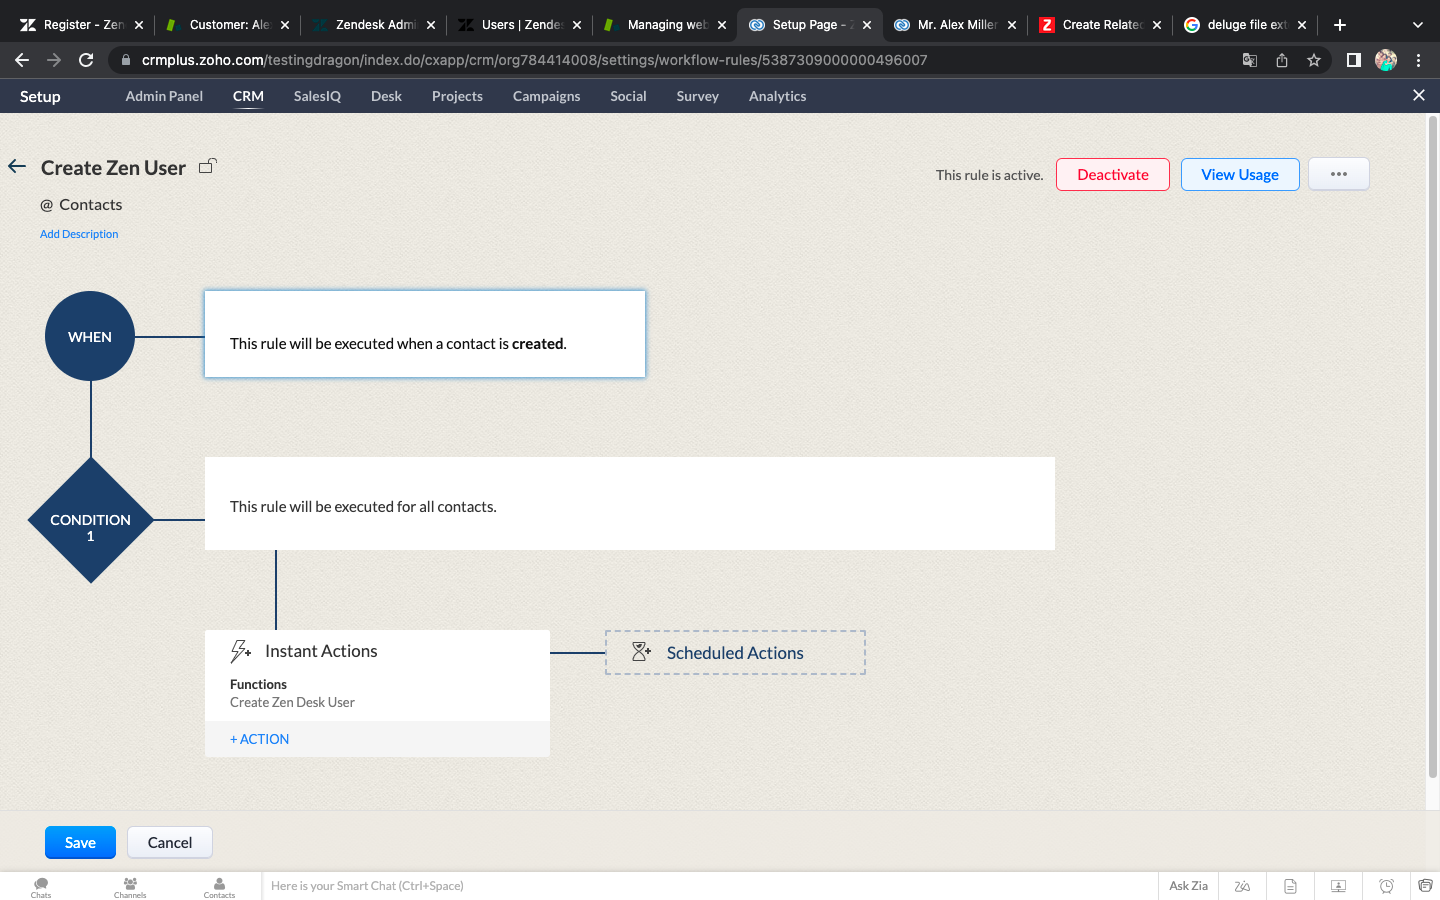 Register - Zen
Customer: Ale
Zendesk Admi
Users | Zende
Managing web
Setup Page - Z
Mr. Alex Miller
Create Related
deluge file ext
crmplus.zoho.com/testingdragon/index.do/cxapp/crm/org784414008/settings/workflow-rules/5387309000000496007
Setup
Admin Panel
CRM
SalesIQ
Desk
Projects
Campaigns
Social
Survey
Analytics
Create Zen User
This rule is active.
Deactivate
View Usage
@ Contacts
Add Description
WHEN
This rule will be executed when a contact is created.
CONDITION
1
This rule will be executed for all contacts.
Instant Actions
Scheduled Actions
Functions
Create Zen Desk User
+ ACTION
Save
Cancel
Chats
Channels
Contacts
Here is your Smart Chat (Ctrl+Space)
Ask Zia